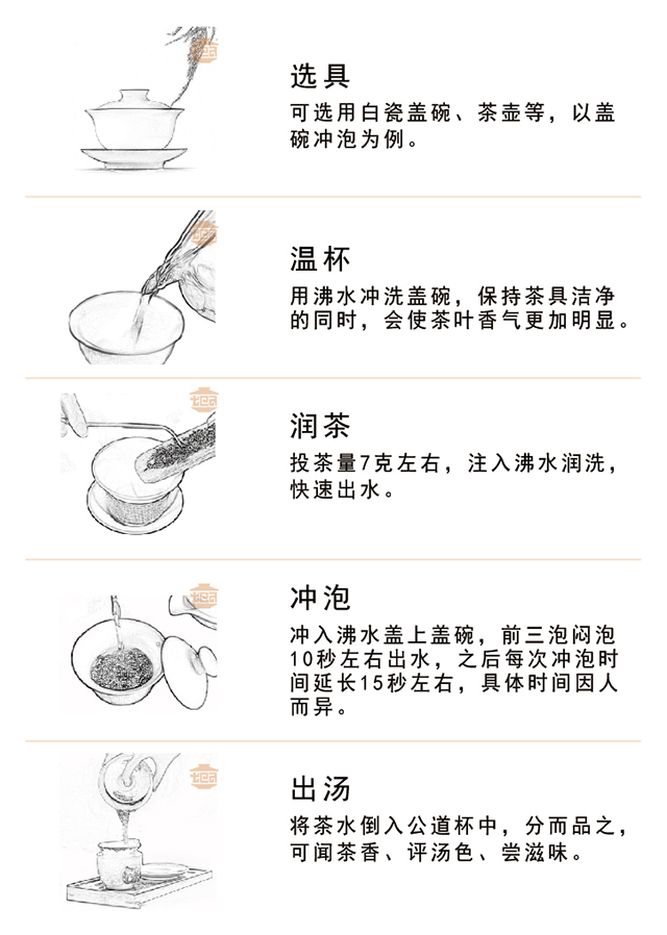 选具
可选用白瓷盖碗、茶壶等，以盖
碗冲泡为例。
温杯
用沸水冲洗盖碗，保持茶具洁净
的同时，会使茶叶香气更加明显。
润茶
投茶量7克左右，注入沸水润洗，
快速出水。
冲泡
冲入沸水盖上盖碗，前三泡闷泡
10秒左右出水，之后每次冲泡时
间延长15秒左右，具体时间因人
而异。
出汤
将茶水倒入公道杯中，分而品之，
可闻茶香、评汤色、尝滋味。